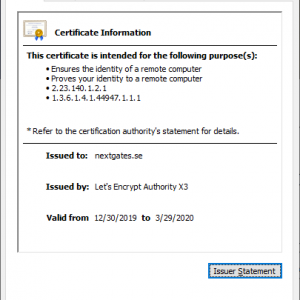 Certificate Information
This certificate is intended for the following purpose(s):
• Ensures the identity of a remote computer
• Proves your identity to a remote computer
• 2.23.140.1.2.1
• 1.3.6.1.4.1.44947.1.1.1
* Refer to the certification authority's statement for details.
Issued to: nextgates.se
Issued by: Let's Encrypt Authority X3
Valid from 12/30/2019 to 3/29/2020
Issuer Statement